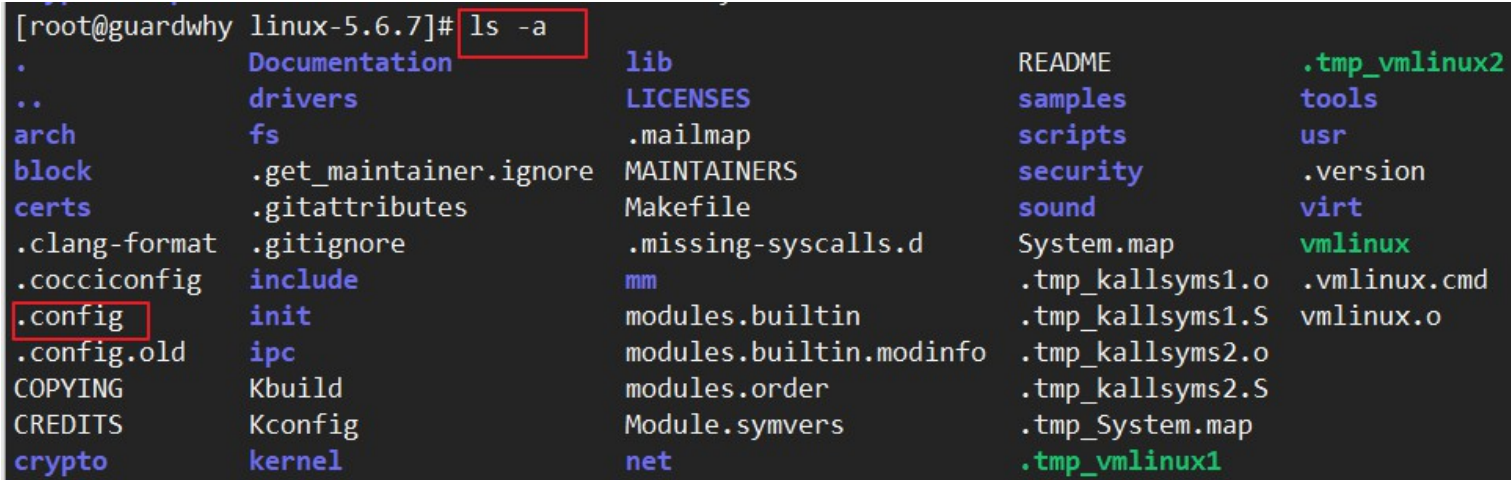 [root@guardwhy linux-5.6.7]# ls -a
. Documentation lib README .tmp_vmlinux2
.. drivers LICENSES samples tools
arch fs .mailmap scripts usr
block .get_maintainer.ignore MAINTAINERS security .version
certs .gitattributes Makefile sound virt
.clang-format .gitignore .missing-syscalls.d System.map vmlinux
.cocciconfig include mm .tmp_kallsyms1.o .vmlinux.cmd
.config init modules.builtin .tmp_kallsyms1.S vmlinux.o
.config.old ipc modules.builtin.modinfo .tmp_kallsyms2.o
COPYING Kbuild modules.order .tmp_kallsyms2.S
CREDITS Kconfig Module.symvers .tmp_System.map
crypto kernel net .tmp_vmlinux1